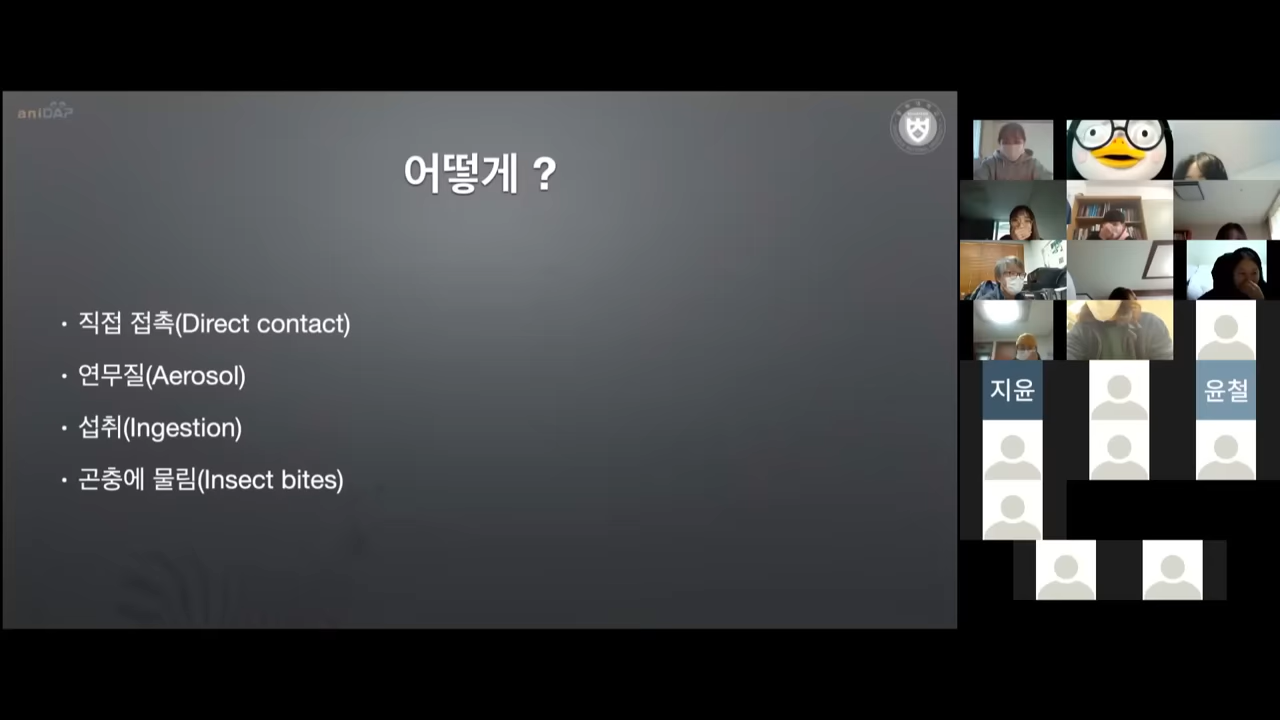 aniDAP
어떻게 ?
• 직접 접촉(Direct contact)
• 연무질(Aerosol)
• 섭취(Ingestion)
• 곤충에 물림(Insect bites)
지윤
윤철